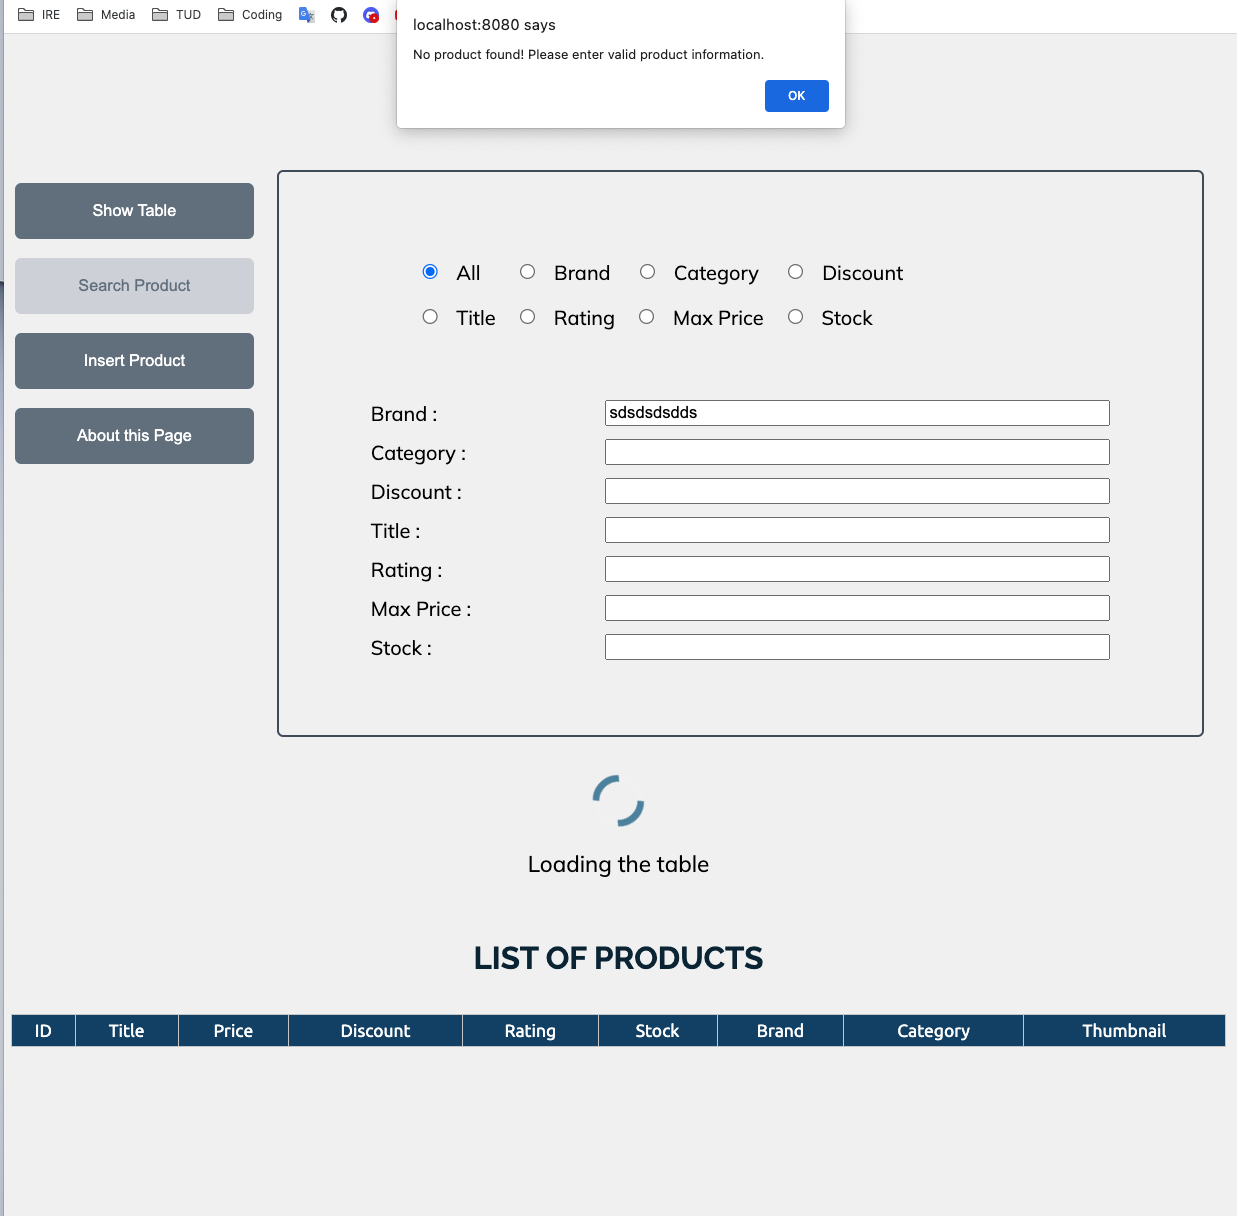 IRE Media TUD Coding
localhost:8080 says
No product found! Please enter valid product information.
OK
Show Table
Search Product
Insert Product
About this Page
All Brand Category Discount
Title Rating Max Price Stock
Brand : sdsdsdsdds
Category :
Discount :
Title :
Rating :
Max Price :
Stock :
Loading the table
LIST OF PRODUCTS
ID Title Price Discount Rating Stock Brand Category Thumbnail